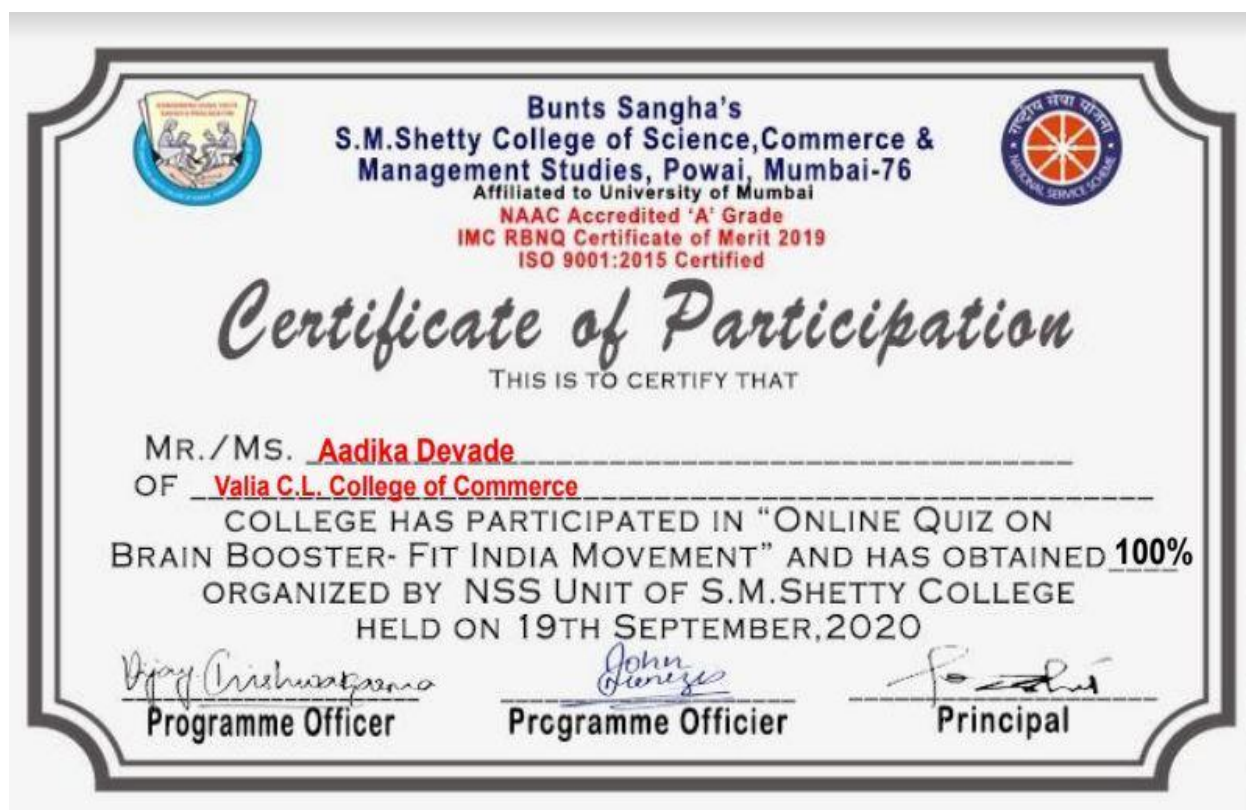 Bunts Sangha's
S.M.Shetty College of Science,Commerce &
Management Studies, Powai, Mumbai-76
Affiliated to University of Mumbai
NAAC Accredited 'A' Grade
IMC RBNQ Certificate of Merit 2019
ISO 9001:2015 Certified
राष्ट्रीय सेवा योजना
NATIONAL SERVICE SCHEME
Certificate of Participation
THIS IS TO CERTIFY THAT
MR./MS. Aadika Devade
OF Valia C.L. College of Commerce
COLLEGE HAS PARTICIPATED IN “ONLINE QUIZ ON
BRAIN BOOSTER- FIT INDIA MOVEMENT” AND HAS OBTAINED 100%
ORGANIZED BY NSS UNIT OF S.M.SHETTY COLLEGE
HELD ON 19TH SEPTEMBER,2020
Vijay John
Programme Officer Programme Officier Principal